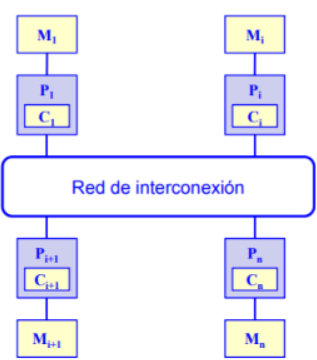 M₁ Mᵢ
P₁ Pᵢ
C₁ Cᵢ
Red de interconexión
Pᵢ₊₁ Pₙ
Cᵢ₊₁ Cₙ
Mᵢ₊₁ Mₙ